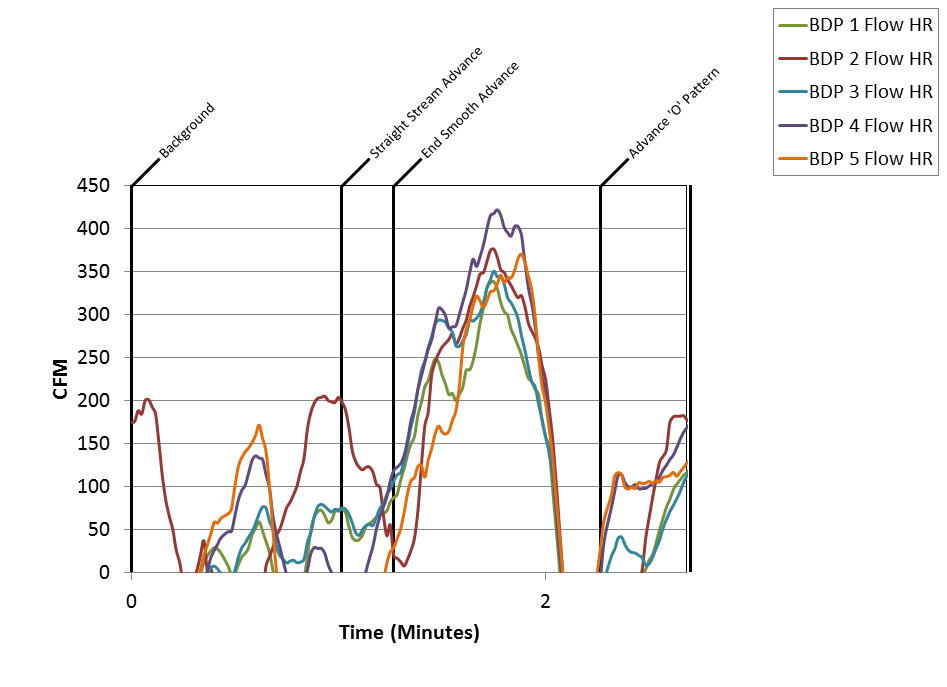 BDP 1 Flow HR
BDP 2 Flow HR
BDP 3 Flow HR
BDP 4 Flow HR
BDP 5 Flow HR
Background
Straight Stream Advance
End Smooth Advance
Advance 'O' Pattern
450
400
350
300
250
200
150
100
50
0
CFM
0
2
Time (Minutes)